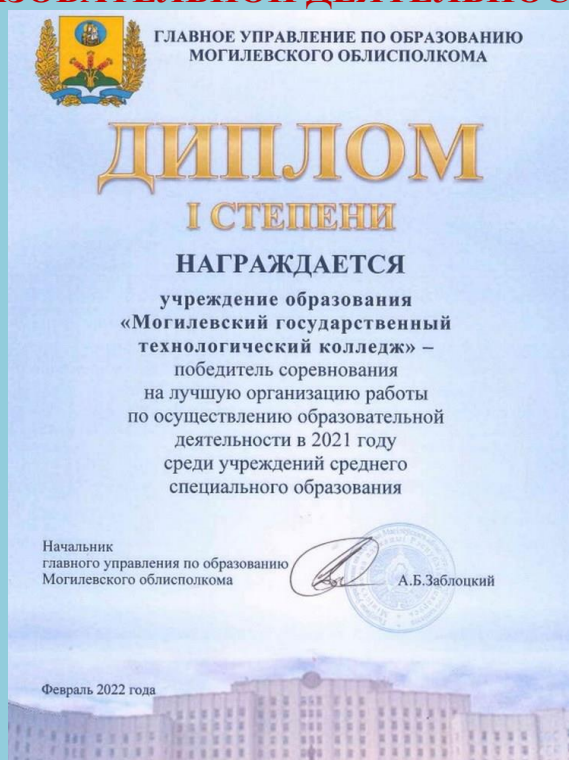 ГЛАВНОЕ УПРАВЛЕНИЕ ПО ОБРАЗОВАНИЮ
МОГИЛЕВСКОГО ОБЛИСПОЛКОМА
ДИПЛОМ
I СТЕПЕНИ
НАГРАЖДАЕТСЯ
учреждение образования
«Могилевский государственный
технологический колледж» –
победитель соревнования
на лучшую организацию работы
по осуществлению образовательной
деятельности в 2021 году
среди учреждений среднего
специального образования
Начальник
главного управления по образованию
Могилевского облисполкома
А.Б.Заблоцкий
Февраль 2022 года